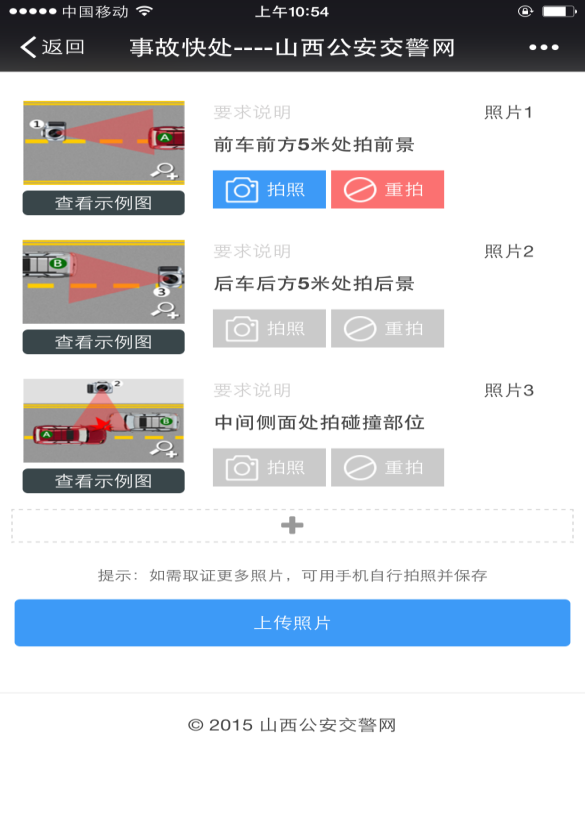 中国移动 上午10:54
返回 事故快处----山西公安交警网
要求说明 照片1
1 A
前车前方5米处拍前景
拍照 重拍
查看示例图
要求说明 照片2
B 3
后车后方5米处拍后景
拍照 重拍
查看示例图
要求说明 照片3
2 A B
中间侧面处拍碰撞部位
拍照 重拍
查看示例图
提示：如需取证更多照片，可用手机自行拍照并保存
上传照片
© 2015 山西公安交警网